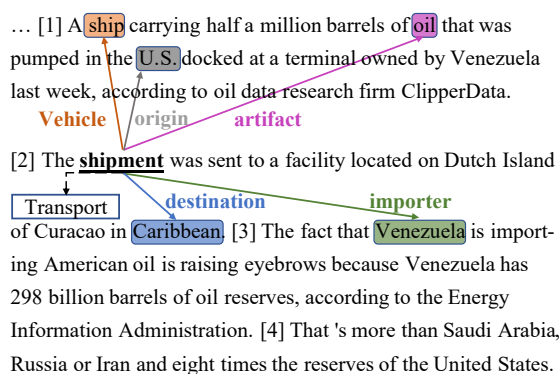 … [1] A ship carrying half a million barrels of oil that was
pumped in the U.S. docked at a terminal owned by Venezuela
last week, according to oil data research firm ClipperData.
Vehicle origin artifact
[2] The shipment was sent to a facility located on Dutch Island
destination importer
Transport
of Curacao in Caribbean. [3] The fact that Venezuela is import-
ing American oil is raising eyebrows because Venezuela has
298 billion barrels of oil reserves, according to the Energy
Information Administration. [4] That 's more than Saudi Arabia,
Russia or Iran and eight times the reserves of the United States.